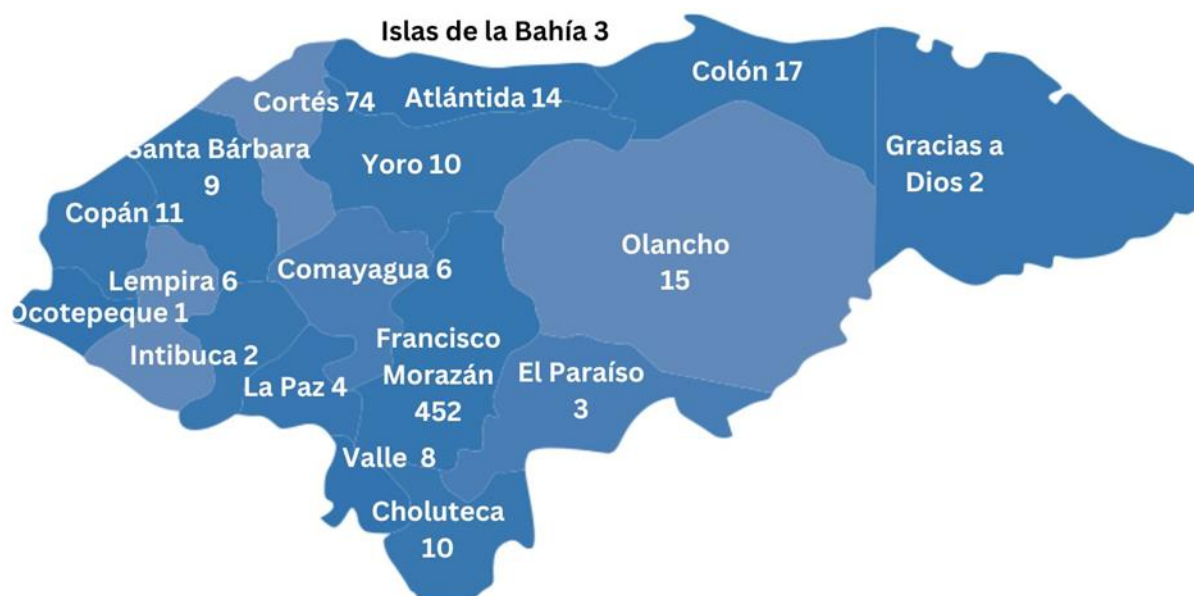 Islas de la Bahía 3
Colón 17
Cortés 74
Atlántida 14
Santa Bárbara
9
Yoro 10
Gracias a
Dios 2
Copán 11
Olancho
15
Lempira 6
Comayagua 6
Ocotepeque 1
Intibuca 2
Francisco
Morazán
452
La Paz 4
El Paraíso
3
Valle 8
Choluteca
10